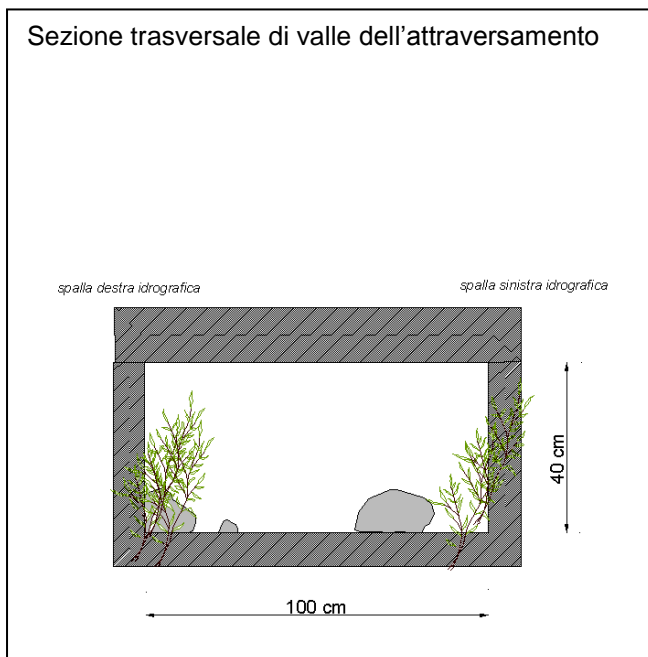 Sezione trasversale di valle dell’attraversamento
spalla destra idrografica
spalla sinistra idrografica
40 cm
100 cm